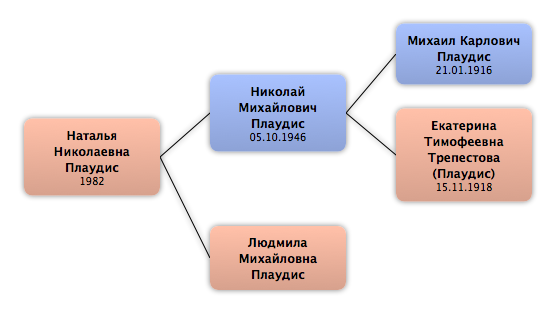 Михаил Карлович
Плаудис
21.01.1916
Николай
Михайлович
Плаудис
05.10.1946
Екатерина
Тимофеевна
Трепестова
(Плаудис)
15.11.1918
Наталья
Николаевна
Плаудис
1982
Людмила
Михайловна
Плаудис